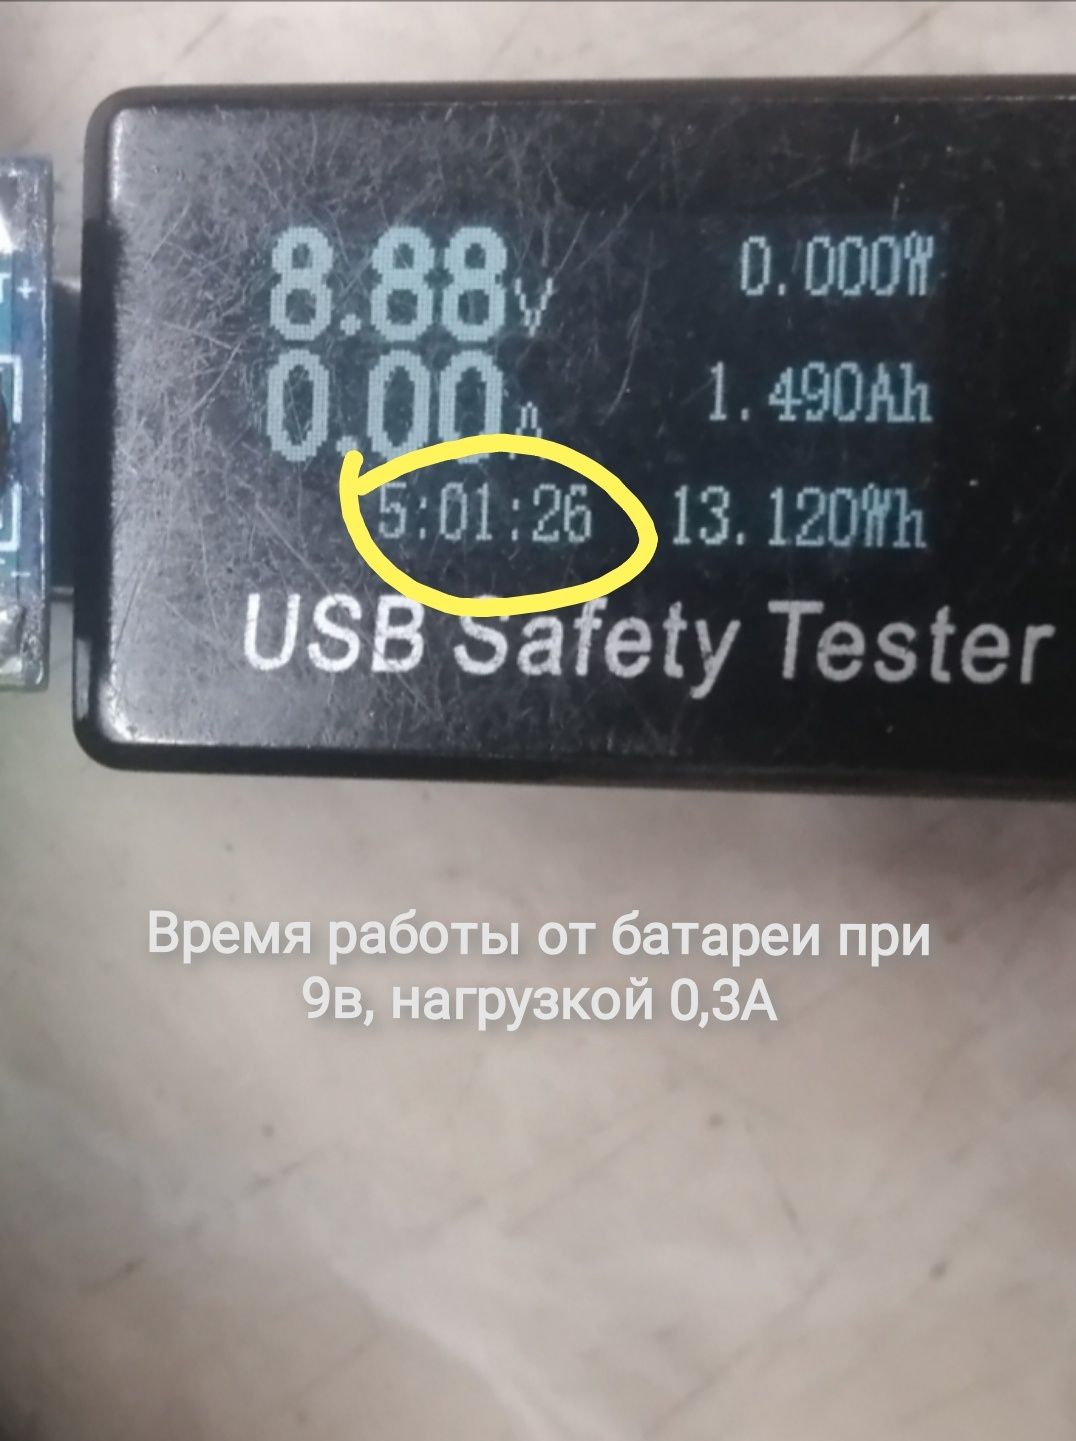 8.88V 0.000W
0.00A 1.490Ah
5:01:26 13.120Wh
USB Safety Tester
Время работы от батареи при
9в, нагрузкой 0,3А